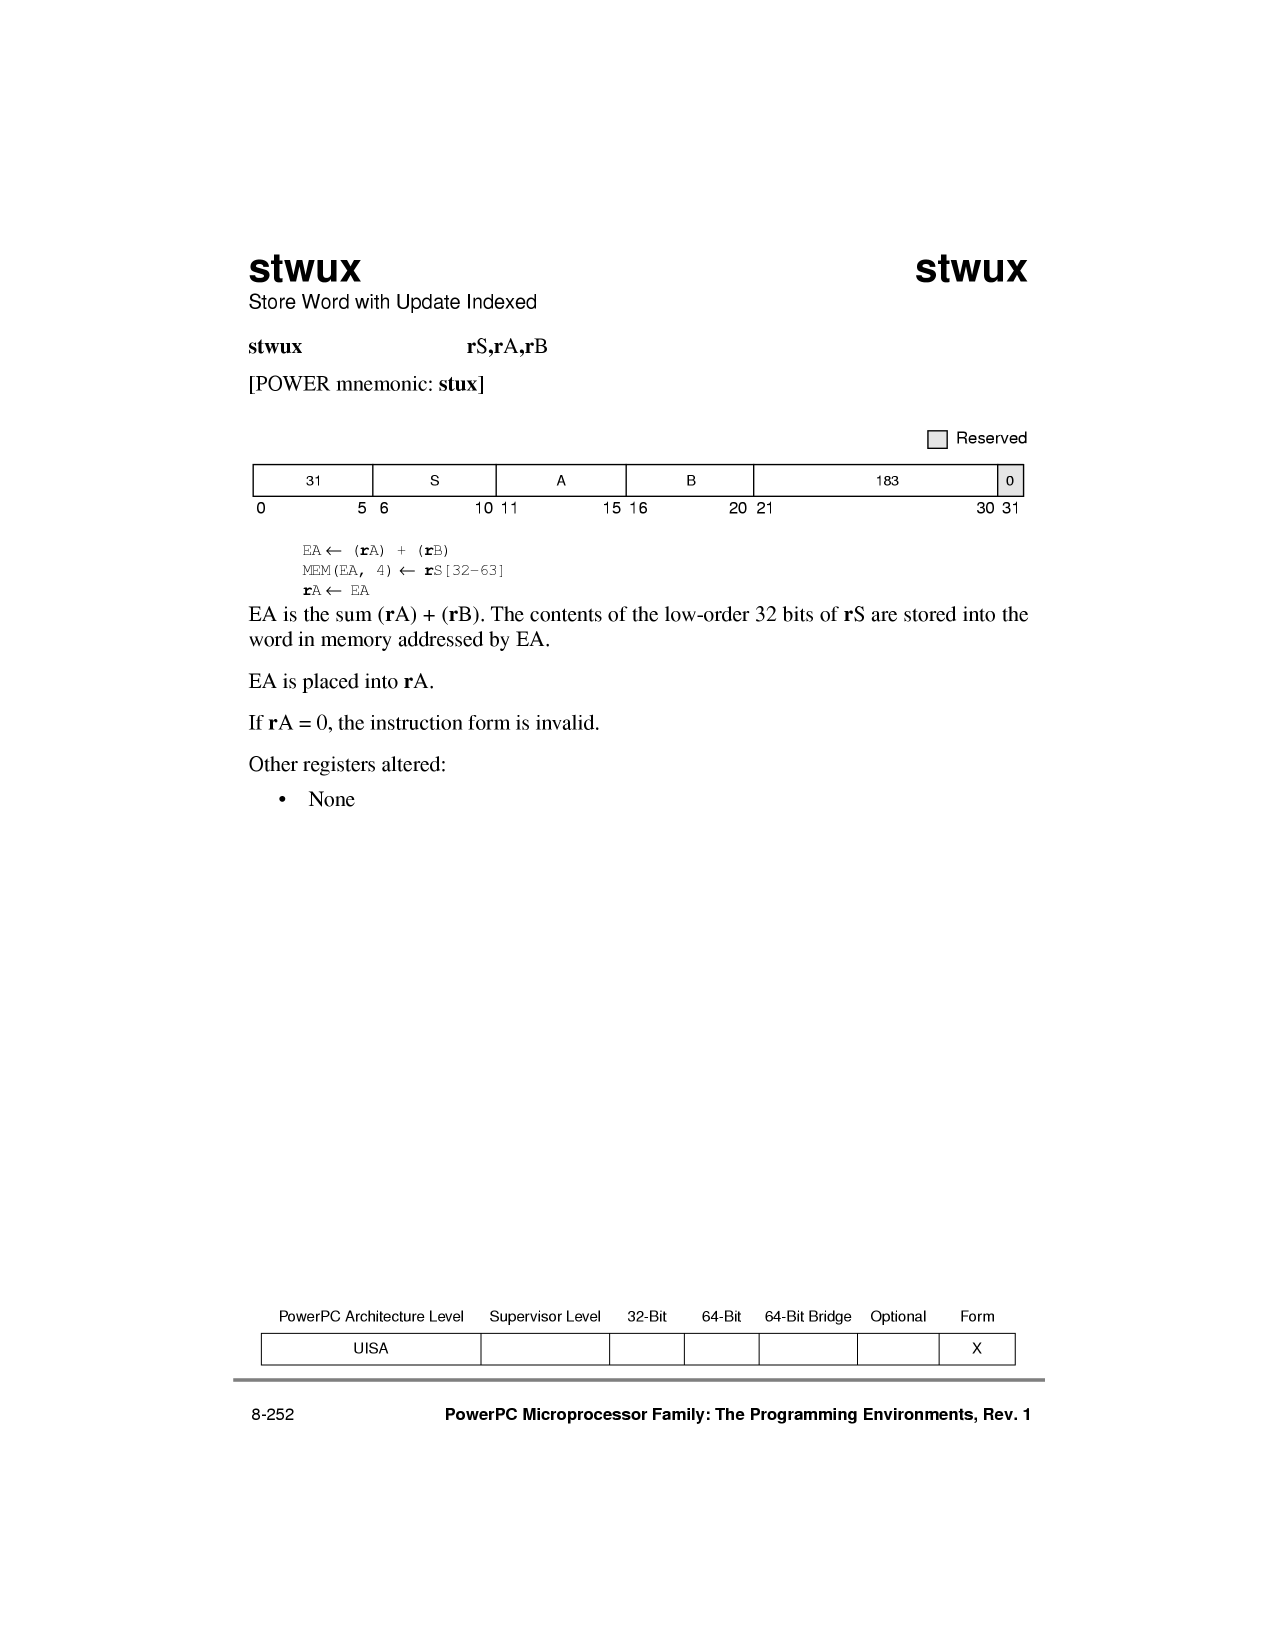 stwux stwux
Store Word with Update Indexed
stwux rS,rA,rB
[POWER mnemonic: stux]
Reserved
31 S A B 183 0
0 5 6 10 11 15 16 20 21 30 31
EA ← (rA) + (rB)
MEM(EA, 4) ← rS[32–63]
rA ← EA
EA is the sum (rA) + (rB). The contents of the low-order 32 bits of rS are stored into the
word in memory addressed by EA.
EA is placed into rA.
If rA = 0, the instruction form is invalid.
Other registers altered:
• None
PowerPC Architecture Level Supervisor Level 32-Bit 64-Bit 64-Bit Bridge Optional Form
UISA X
8-252 PowerPC Microprocessor Family: The Programming Environments, Rev. 1